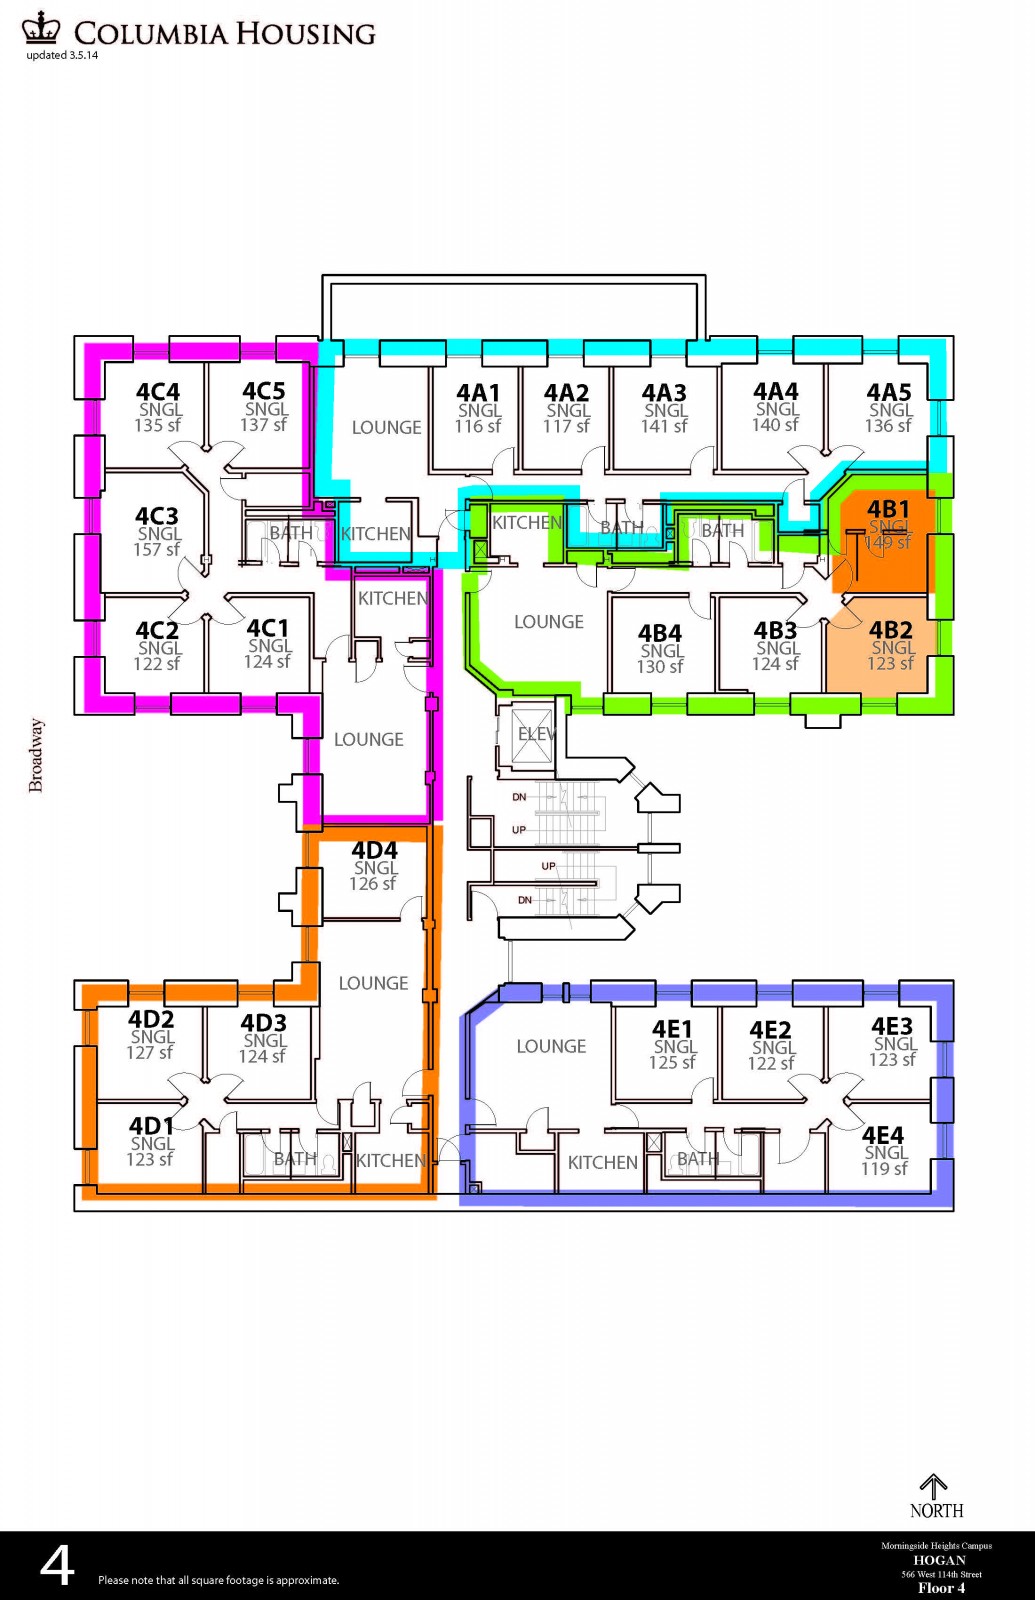 COLUMBIA HOUSING
updated 3.5.14
4C4
SNGL
135 sf
4C5
SNGL
137 sf
LOUNGE
4A1
SNGL
116 sf
4A2
SNGL
117 sf
4A3
SNGL
141 sf
4A4
SNGL
140 sf
4A5
SNGL
136 sf
4C3
SNGL
157 sf
BATH
KITCHEN
KITCHEN
BATH
BATH
4B1
SNGL
149 sf
KITCHEN
4C2
SNGL
122 sf
4C1
SNGL
124 sf
LOUNGE
4B4
SNGL
130 sf
4B3
SNGL
124 sf
4B2
SNGL
123 sf
LOUNGE
ELEV
Broadway
DN
UP
UP
DN
4D4
SNGL
126 sf
LOUNGE
4D2
SNGL
127 sf
4D3
SNGL
124 sf
LOUNGE
4E1
SNGL
125 sf
4E2
SNGL
122 sf
4E3
SNGL
123 sf
4D1
SNGL
123 sf
BATH
KITCHEN
KITCHEN
BATH
4E4
SNGL
119 sf
NORTH
4
Please note that all square footage is approximate.
Morningside Heights Campus
HOGAN
566 West 114th Street
Floor 4